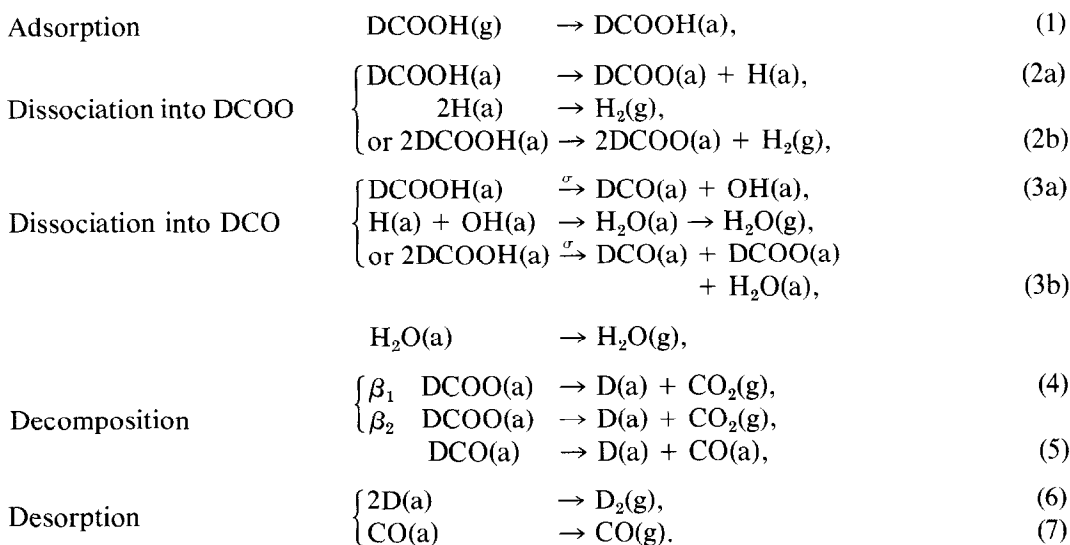 Adsorption DCOOH(g) → DCOOH(a), (1)
DCOOH(a) → DCOO(a) + H(a), (2a)
Dissociation into DCOO 2H(a) → H₂(g),
or 2DCOOH(a) → 2DCOO(a) + H₂(g), (2b)
DCOOH(a) σ→ DCO(a) + OH(a), (3a)
Dissociation into DCO H(a) + OH(a) → H₂O(a) → H₂O(g),
or 2DCOOH(a) σ→ DCO(a) + DCOO(a)
+ H₂O(a), (3b)
H₂O(a) → H₂O(g),
β₁ DCOO(a) → D(a) + CO₂(g), (4)
Decomposition β₂ DCOO(a) → D(a) + CO₂(g),
DCO(a) → D(a) + CO(a), (5)
2D(a) → D₂(g), (6)
Desorption CO(a) → CO(g). (7)